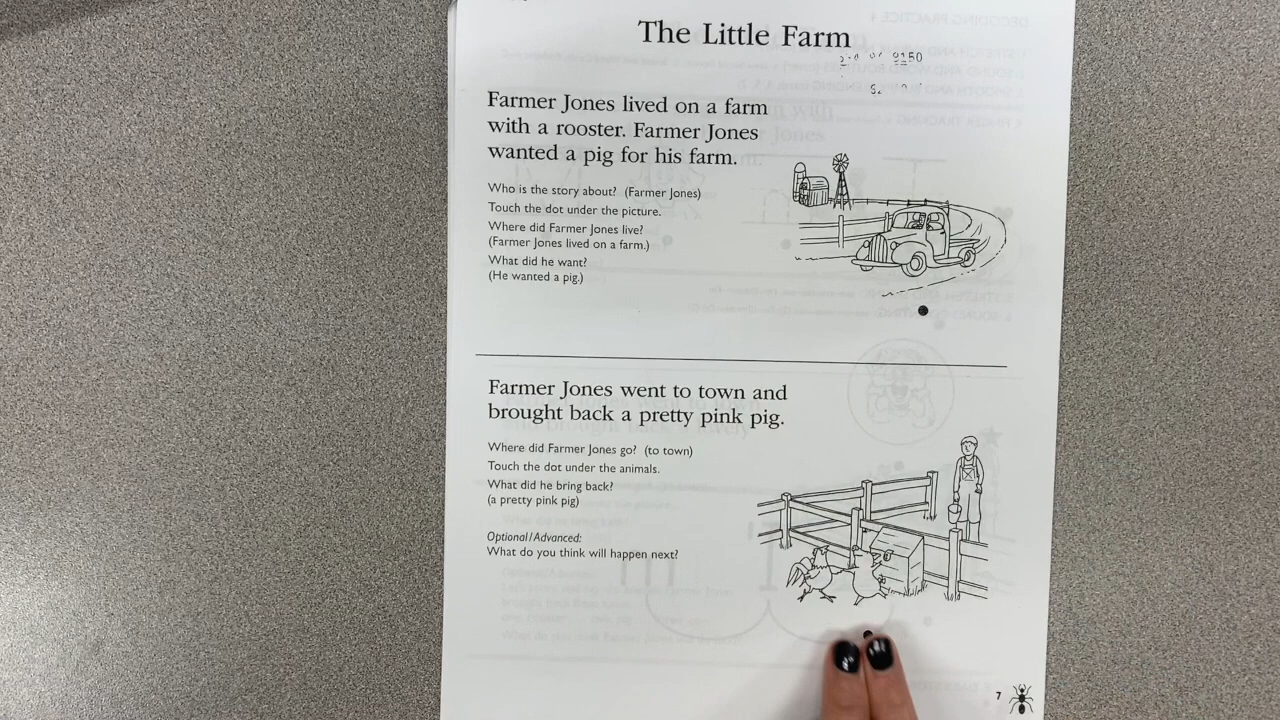 The Little Farm
Farmer Jones lived on a farm
with a rooster. Farmer Jones
wanted a pig for his farm.
Who is the story about? (Farmer Jones)
Touch the dot under the picture.
Where did Farmer Jones live?
(Farmer Jones lived on a farm.)
What did he want?
(He wanted a pig.)
Farmer Jones went to town and
brought back a pretty pink pig.
Where did Farmer Jones go? (to town)
Touch the dot under the animals.
What did he bring back?
(a pretty pink pig)
Optional/Advanced:
What do you think will happen next?
7